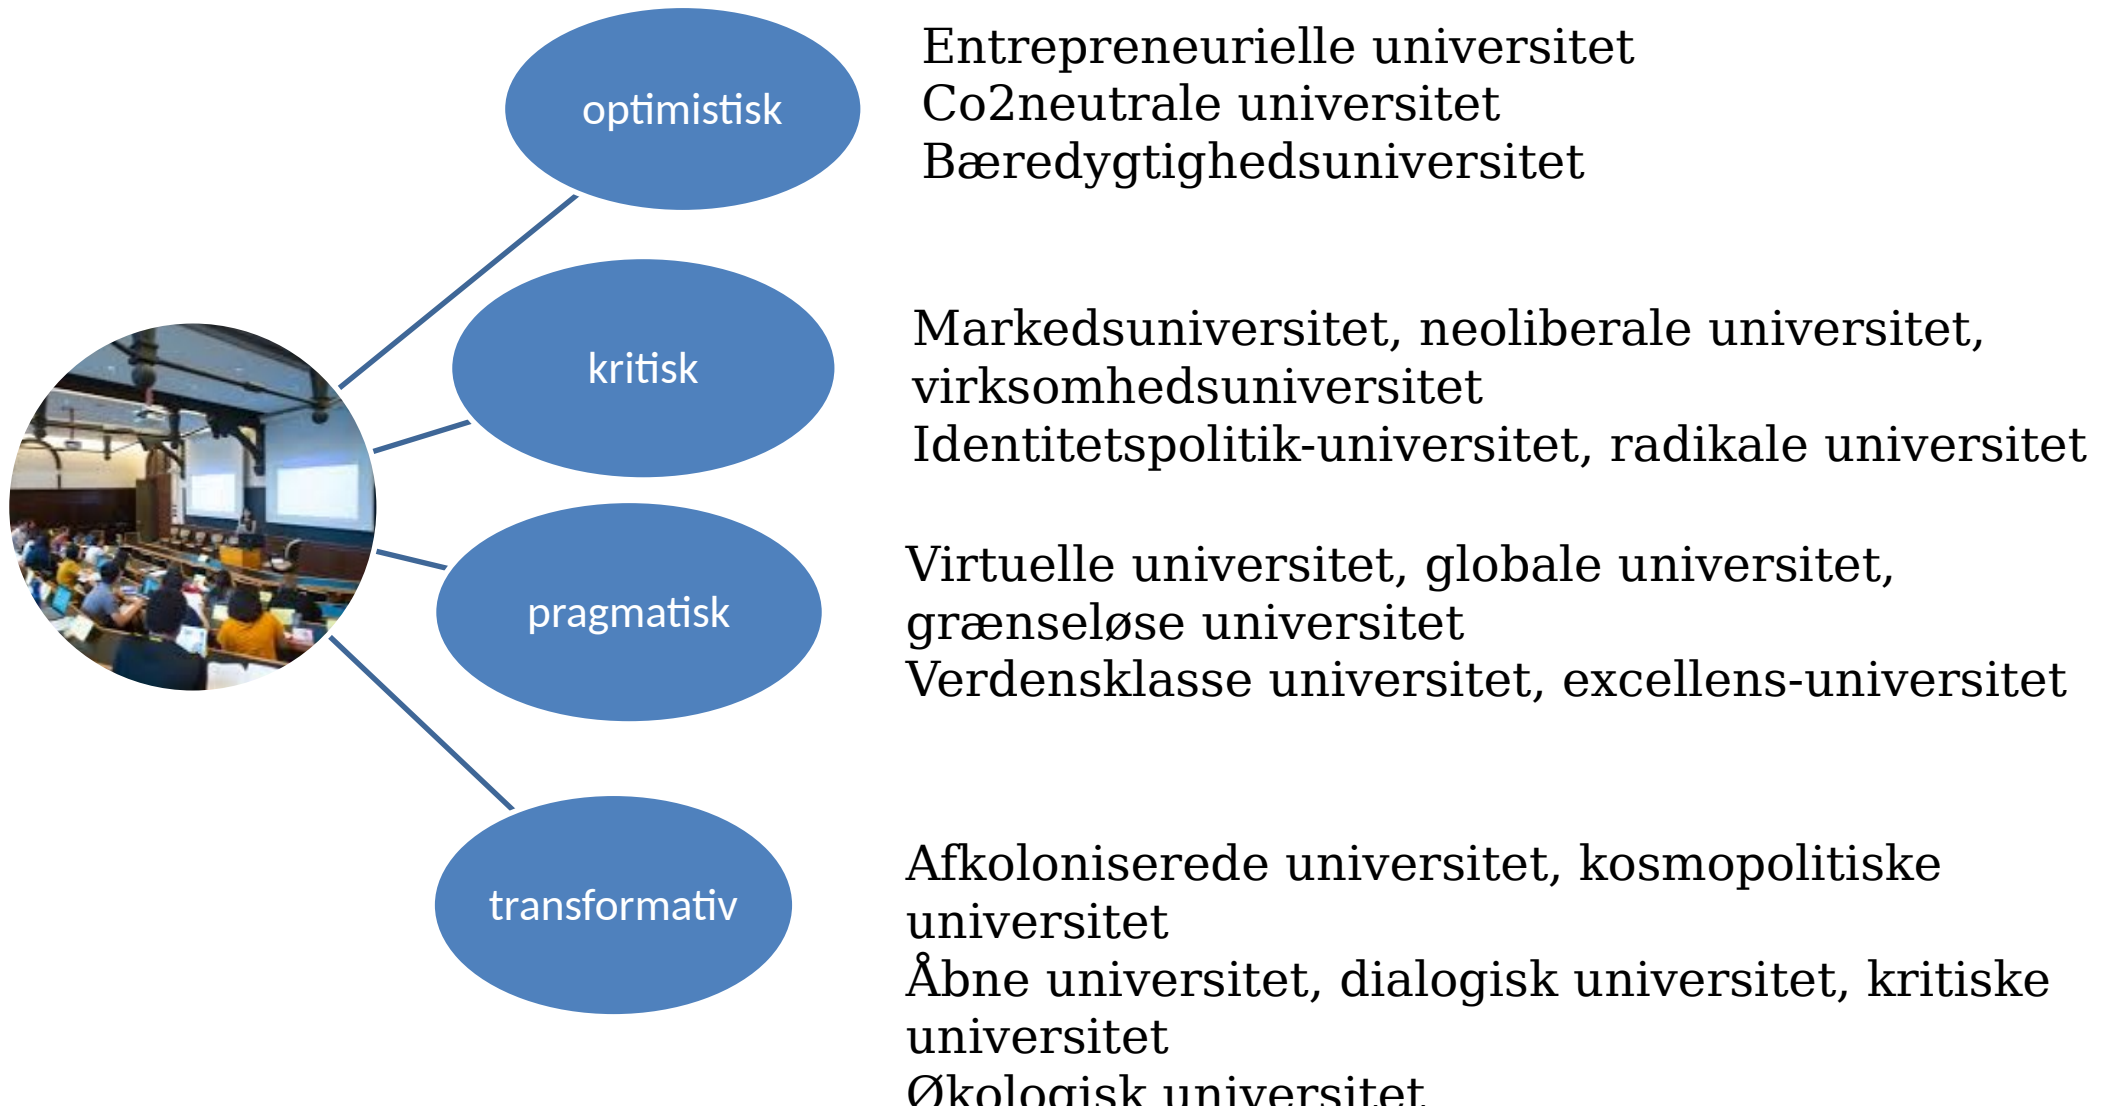 optimistisk
Entrepreneurielle universitet
Co2neutrale universitet
Bæredygtighedsuniversitet
kritisk
Markedsuniversitet, neoliberale universitet,
virksomhedsuniversitet
Identitetspolitik-universitet, radikale universitet
pragmatisk
Virtuelle universitet, globale universitet,
grænseløse universitet
Verdensklasse universitet, excellens-universitet
transformativ
Afkoloniserede universitet, kosmopolitiske
universitet
Åbne universitet, dialogisk universitet, kritiske
universitet
Økologisk universitet